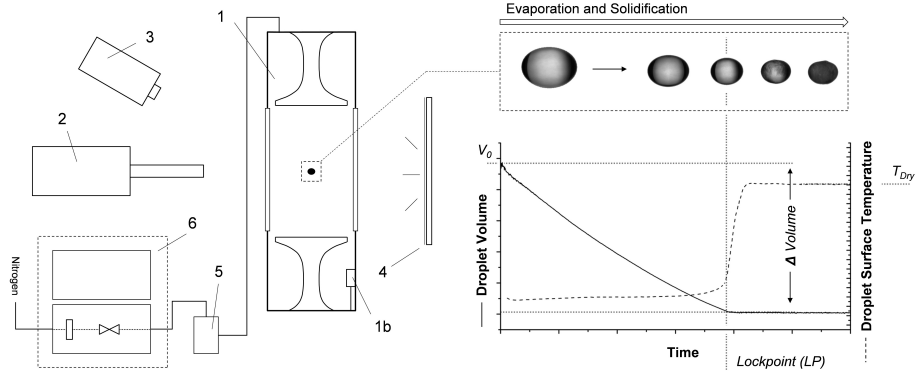 Evaporation and Solidification
1
3
2
6
Nitrogen
5
4
1b
V0
TDry
Droplet Volume
Δ Volume
Droplet Surface Temperature
Time
Lockpoint (LP)